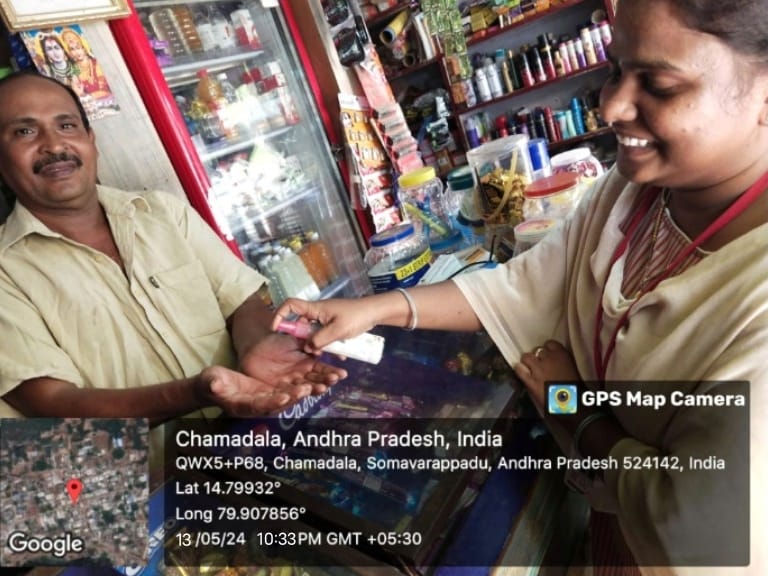 GPS Map Camera
Chamadala, Andhra Pradesh, India
QWX5+P68, Chamadala, Somavarappadu, Andhra Pradesh 524142, India
Lat 14.79932°
Long 79.907856°
13 /05/24 10:33PM GMT +05:30
Google